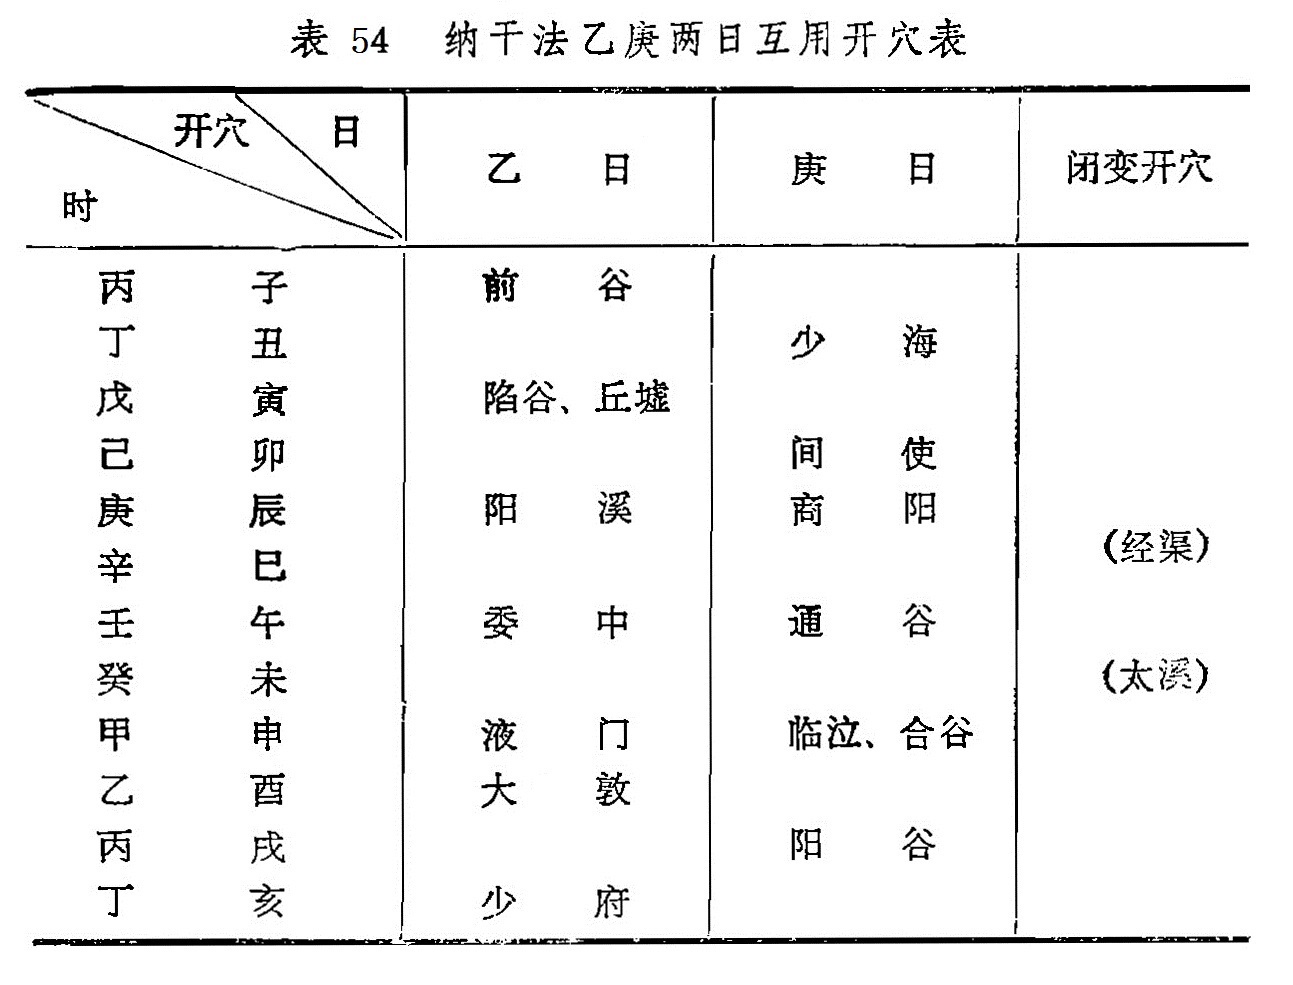 表 54 纳干法乙庚两日互用开穴表
开穴 日
时
乙 日 庚 日 闭变开穴
丙 子 前 谷
丁 丑 少 海
戊 寅 陷谷、丘墟
己 卯 间 使
庚 辰 阳 溪 商 阳
辛 巳 (经渠)
壬 午 委 中 通 谷
癸 未 (太溪)
甲 申 液 门 临泣、合谷
乙 酉 大 敦
丙 戌 阳 谷
丁 亥 少 府